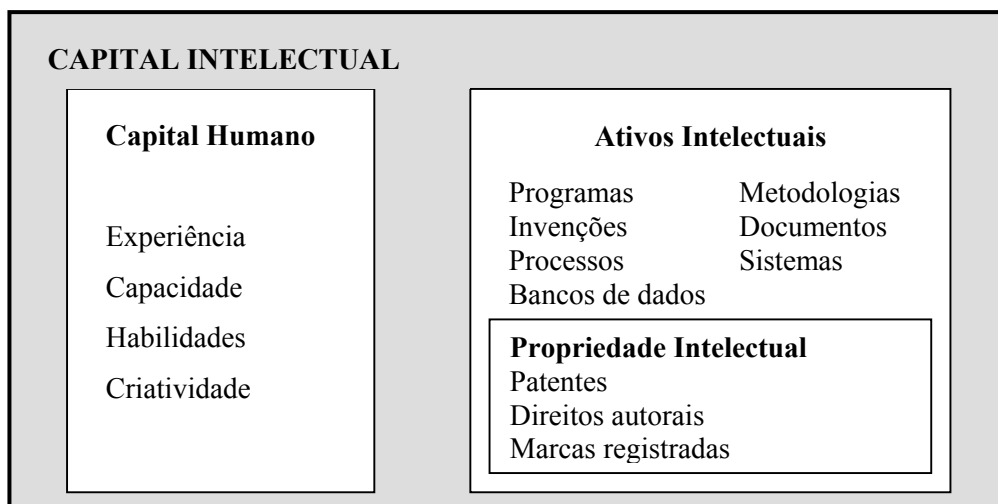 CAPITAL INTELECTUAL
Capital Humano
Experiência
Capacidade
Habilidades
Criatividade
Ativos Intelectuais
Programas Metodologias
Invenções Documentos
Processos Sistemas
Bancos de dados
Propriedade Intelectual
Patentes
Direitos autorais
Marcas registradas